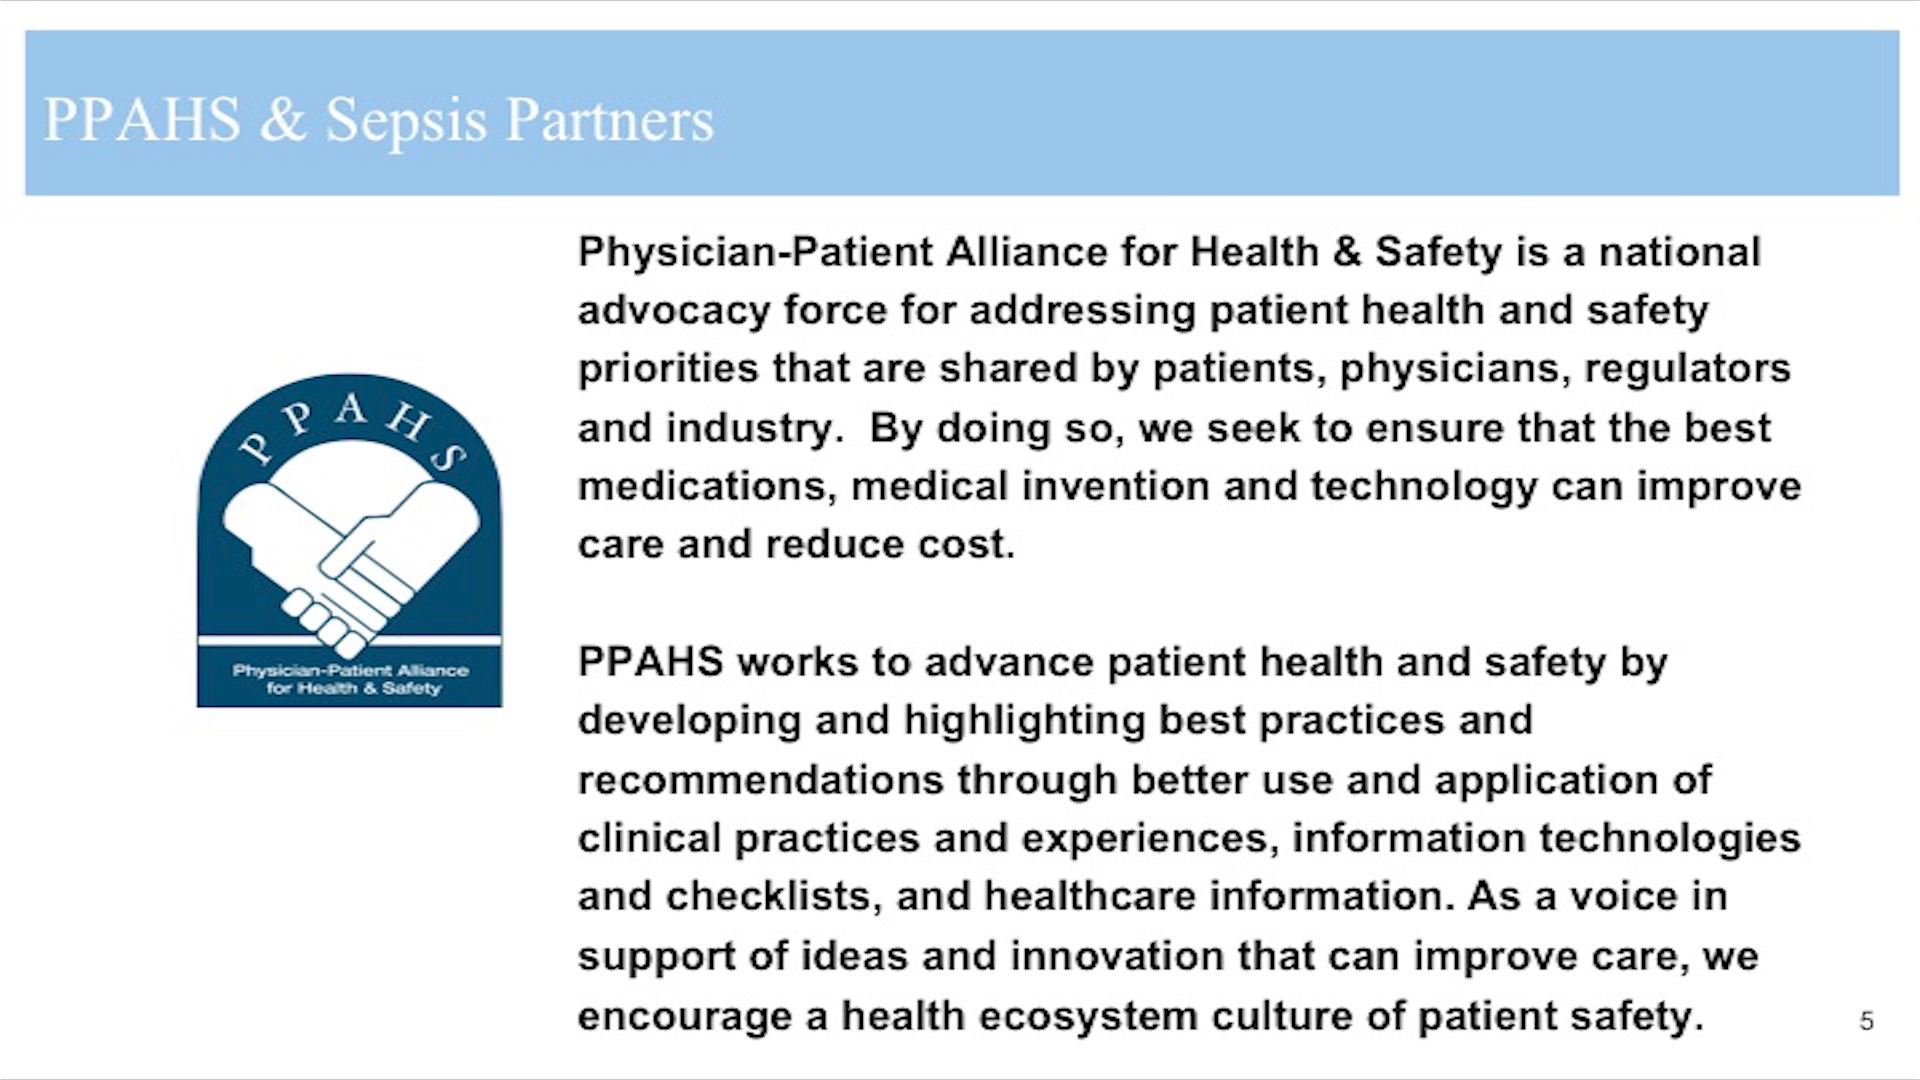 PPAHS & Sepsis Partners
PPAHS
Physician-Patient Alliance
for Health & Safety
Physician-Patient Alliance for Health & Safety is a national
advocacy force for addressing patient health and safety
priorities that are shared by patients, physicians, regulators
and industry.  By doing so, we seek to ensure that the best
medications, medical invention and technology can improve
care and reduce cost.
PPAHS works to advance patient health and safety by
developing and highlighting best practices and
recommendations through better use and application of
clinical practices and experiences, information technologies
and checklists, and healthcare information. As a voice in
support of ideas and innovation that can improve care, we
encourage a health ecosystem culture of patient safety.
5